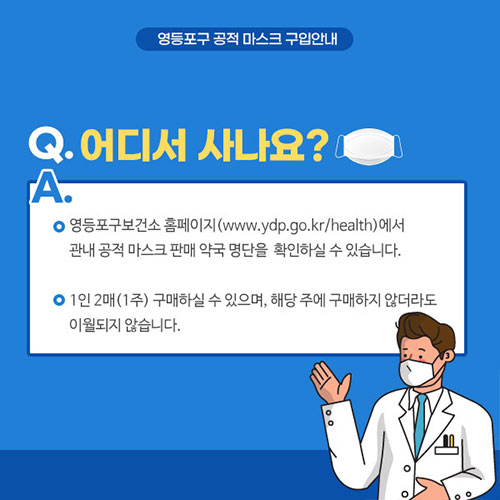 영등포구 공적 마스크 구입안내
Q. 어디서 사나요?
A.
영등포구보건소 홈페이지(www.ydp.go.kr/health)에서
관내 공적 마스크 판매 약국 명단을 확인하실 수 있습니다.
1인 2매(1주) 구매하실 수 있으며, 해당 주에 구매하지 않더라도
이월되지 않습니다.